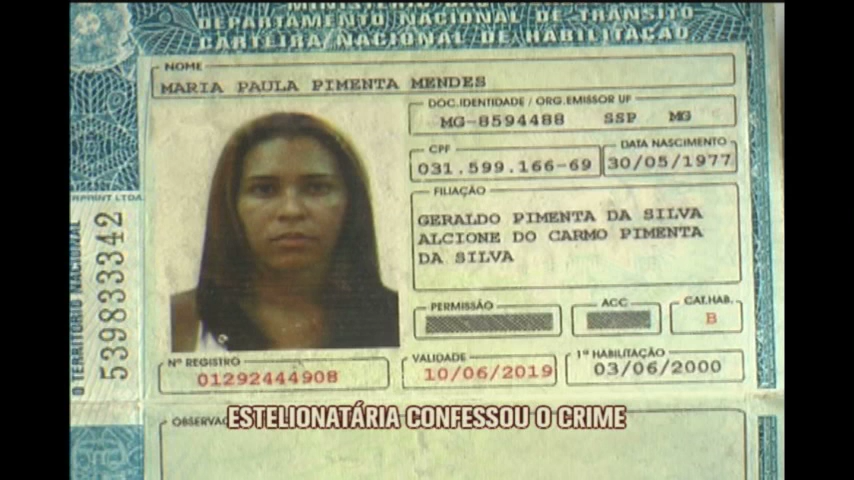 DEPARTAMENTO NACIONAL DE TRÂNSITO
CARTEIRA NACIONAL DE HABILITAÇÃO
NOME
MARIA PAULA PIMENTA MENDES
DOC. IDENTIDADE / ORG. EMISSOR UF
MG-8594488 SSP MG
CPF
031.599.166-69
DATA NASCIMENTO
30/05/1977
FILIAÇÃO
GERALDO PIMENTA DA SILVA
ALCIONE DO CARMO PIMENTA
DA SILVA
PERMISSÃO
ACC
CAT.HAB.
B
Nº REGISTRO
01292444908
VALIDADE
10/06/2019
1ª HABILITAÇÃO
03/06/2000
O TERRITÓRIO NACIONAL
539833342
ESTELIONATÁRIA CONFESSOU O CRIME